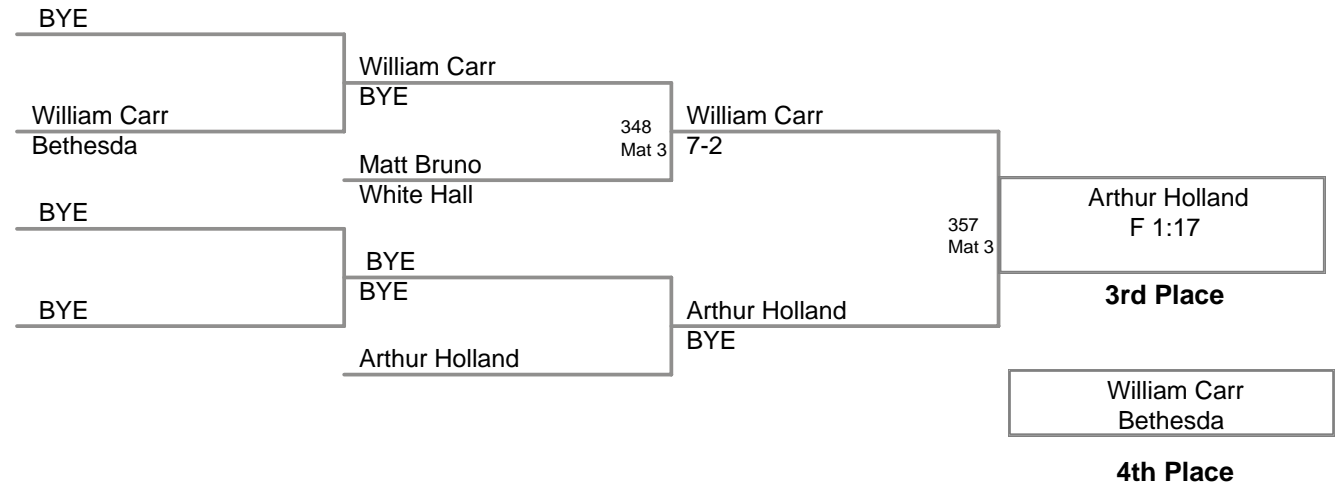 BYE
William Carr
Bethesda
BYE
BYE
William Carr
BYE
Matt Bruno
White Hall
BYE
BYE
Arthur Holland
348
Mat 3
William Carr
7-2
Arthur Holland
BYE
357
Mat 3
Arthur Holland
F 1:17
3rd Place
William Carr
Bethesda
4th Place